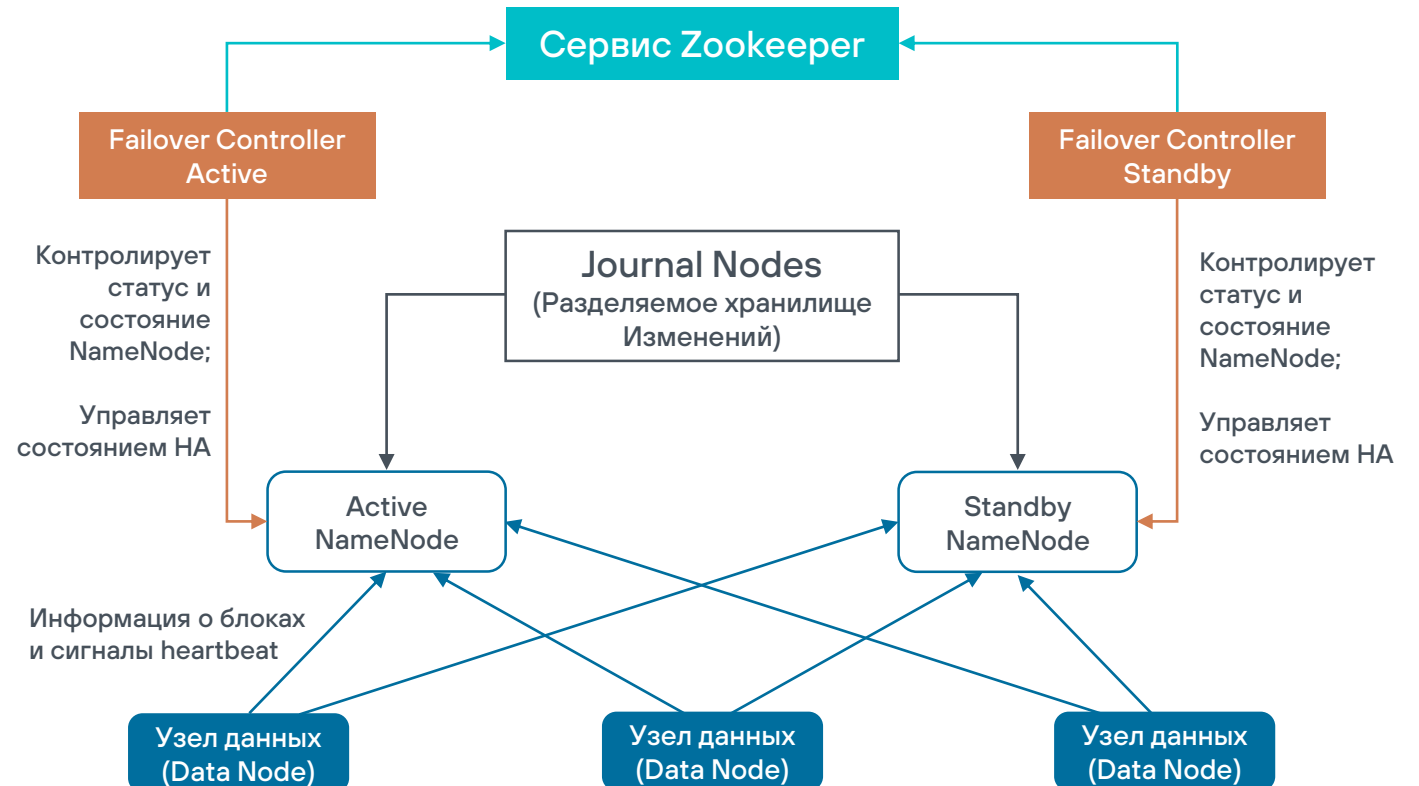 Сервис Zookeeper
Failover Controller
Active
Failover Controller
Standby
Контролирует
статус и
состояние
NameNode;
Управляет
состоянием HA
Journal Nodes
(Разделяемое хранилище
Изменений)
Контролирует
статус и
состояние
NameNode;
Управляет
состоянием HA
Active
NameNode
Standby
NameNode
Информация о блоках
и сигналы heartbeat
Узел данных
(Data Node)
Узел данных
(Data Node)
Узел данных
(Data Node)